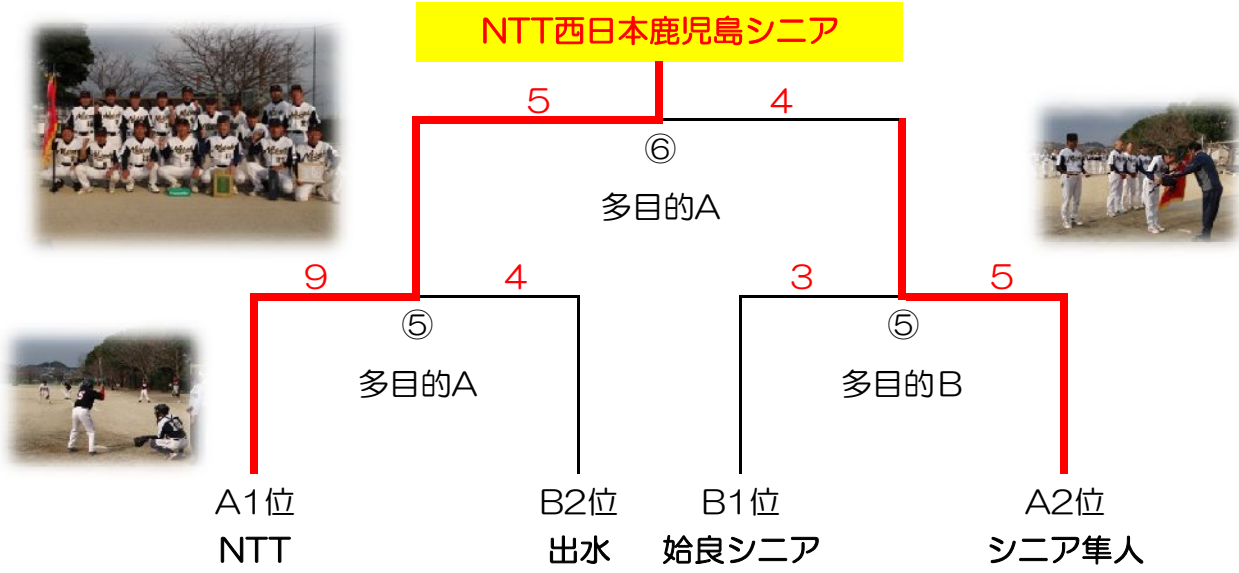 NTT西日本鹿児島シニア
5
4
⑥
多目的A
9
4
3
5
⑤
⑤
多目的A
多目的B
A1位
B2位
B1位
A2位
NTT
出水
姶良シニア
シニア隼人